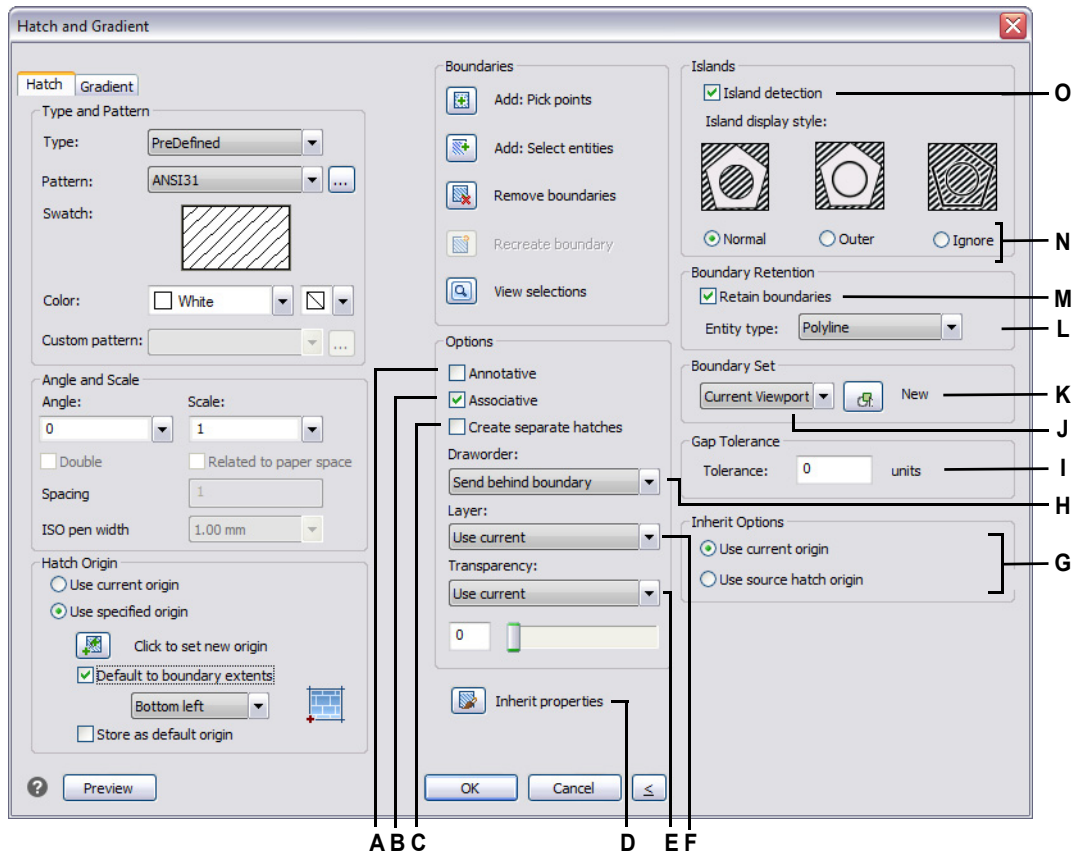 Hatch and Gradient
Hatch
Gradient
Type and Pattern
Type:
PreDefined
Pattern:
ANSI31
...
Swatch:
Color:
White
Custom pattern:
...
Angle and Scale
Angle:
Scale:
0
1
Double
Related to paper space
Spacing
1
ISO pen width
1.00 mm
Hatch Origin
Use current origin
Use specified origin
Click to set new origin
Default to boundary extents
Bottom left
Store as default origin
?
Preview
Boundaries
Add: Pick points
Add: Select entities
Remove boundaries
Recreate boundary
View selections
Options
Annotative
Associative
Create separate hatches
Draworder:
Send behind boundary
Layer:
Use current
Transparency:
Use current
0
Inherit properties
OK
Cancel
<
Islands
Island detection
Island display style:
Normal
Outer
Ignore
Boundary Retention
Retain boundaries
Entity type:
Polyline
Boundary Set
Current Viewport
New
Gap Tolerance
Tolerance:
0
units
Inherit Options
Use current origin
Use source hatch origin
O
N
M
L
K
J
I
H
G
A B C
D
E F